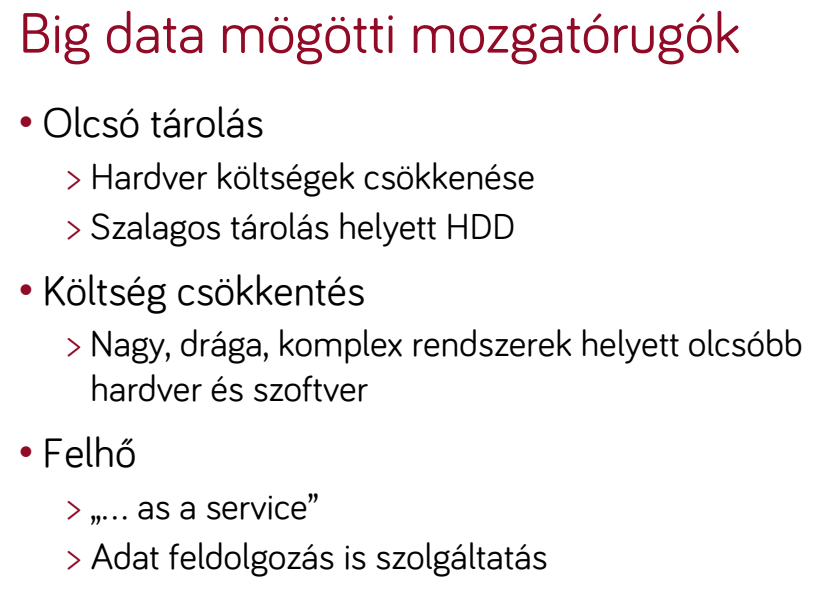 Big data mögötti mozgatórugók
• Olcsó tárolás
> Hardver költségek csökkenése
> Szalagos tárolás helyett HDD
• Költség csökkentés
> Nagy, drága, komplex rendszerek helyett olcsóbb
hardver és szoftver
• Felhő
> „... as a service”
> Adat feldolgozás is szolgáltatás